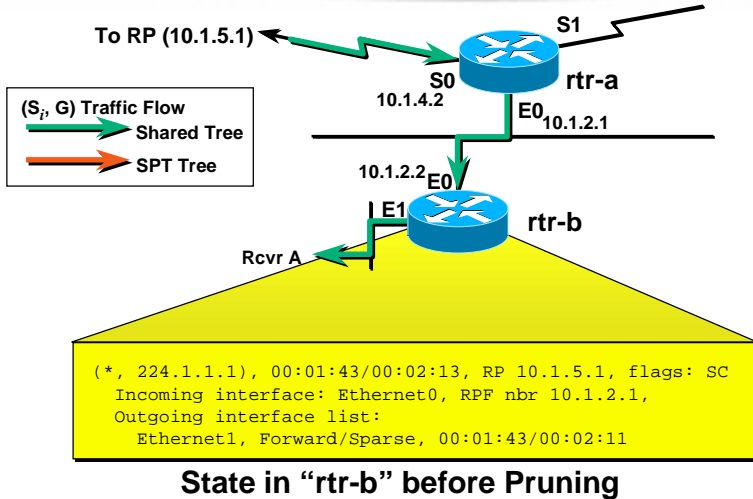 S1
To RP (10.1.5.1)
S0
rtr-a
10.1.4.2
(Si, G) Traffic Flow
Shared Tree
SPT Tree
E0
10.1.2.1
10.1.2.2
E0
E1
rtr-b
Rcvr A
(*, 224.1.1.1), 00:01:43/00:02:13, RP 10.1.5.1, flags: SC
Incoming interface: Ethernet0, RPF nbr 10.1.2.1,
Outgoing interface list:
Ethernet1, Forward/Sparse, 00:01:43/00:02:11
State in “rtr-b” before Pruning